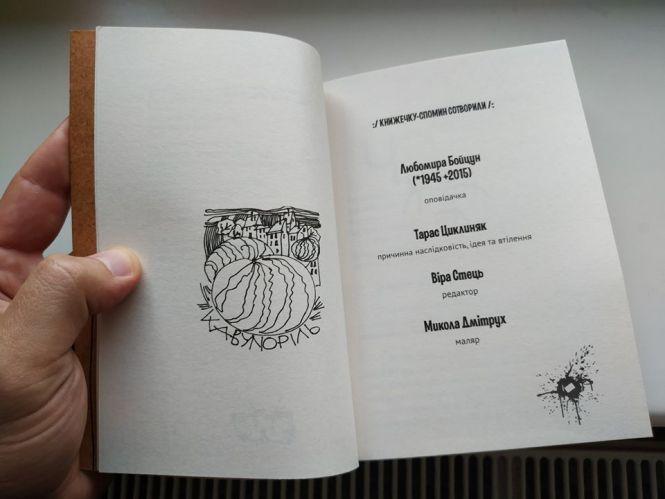 КАВУНОРІЛЬ
:/ КНИЖЕЧКУ-СПОМИН СОТВОРИЛИ /:
Любомира Бойцун
(*1945 +2015)
оповідачка
Тарас Циклиняк
причинна наслідковість, ідея та втілення
Віра Стець
редактор
Микола Дмітрух
маляр